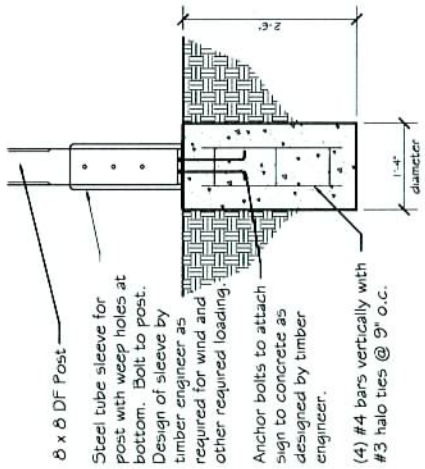 8 x 8 DF Post
Steel tube sleeve for
post with weep holes at
bottom. Bolt to post.
Design of sleeve by
timber engineer as
required for wind and
other required loading.
Anchor bolts to attach
sign to concrete as
designed by timber
engineer.
(4) #4 bars vertically with
#3 halo ties @ 9" o.c.
2'-6"
1'-4"
diameter